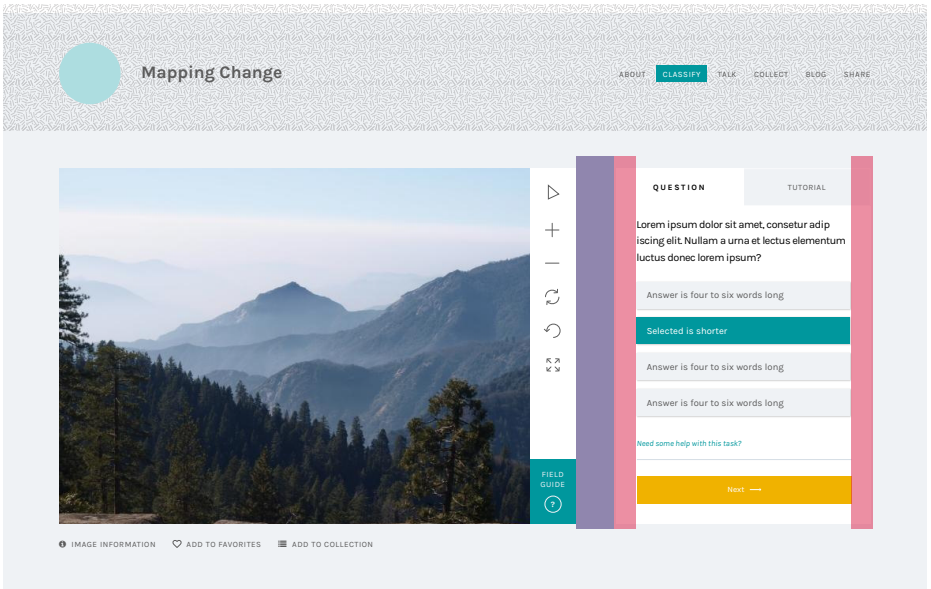 Mapping Change
ABOUT CLASSIFY TALK COLLECT BLOG SHARE
QUESTION TUTORIAL
Lorem ipsum dolor sit amet, consetur adip
iscing elit. Nullam a urna et lectus elementum
luctus donec lorem ipsum?
Answer is four to six words long
Selected is shorter
Answer is four to six words long
Answer is four to six words long
Need some help with this task?
Next →
FIELD
GUIDE
?
IMAGE INFORMATION ADD TO FAVORITES ADD TO COLLECTION